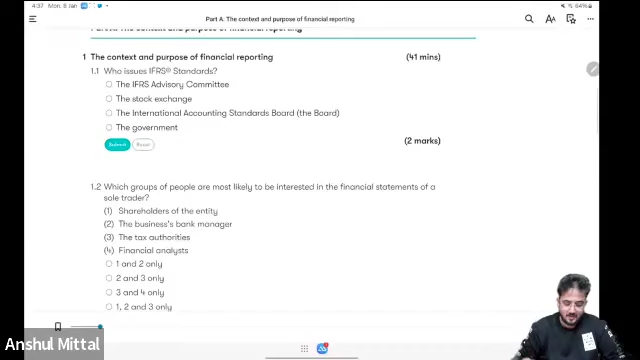 4:37 Mon, 8 Jan
64%
Part A: The context and purpose of financial reporting
1 The context and purpose of financial reporting (41 mins)
1.1 Who issues IFRS® Standards?
The IFRS Advisory Committee
The stock exchange
The International Accounting Standards Board (the Board)
The government
Submit Reset
(2 marks)
1.2 Which groups of people are most likely to be interested in the financial statements of a
sole trader?
(1) Shareholders of the entity
(2) The business's bank manager
(3) The tax authorities
(4) Financial analysts
1 and 2 only
2 and 3 only
3 and 4 only
1, 2 and 3 only
Anshul Mittal